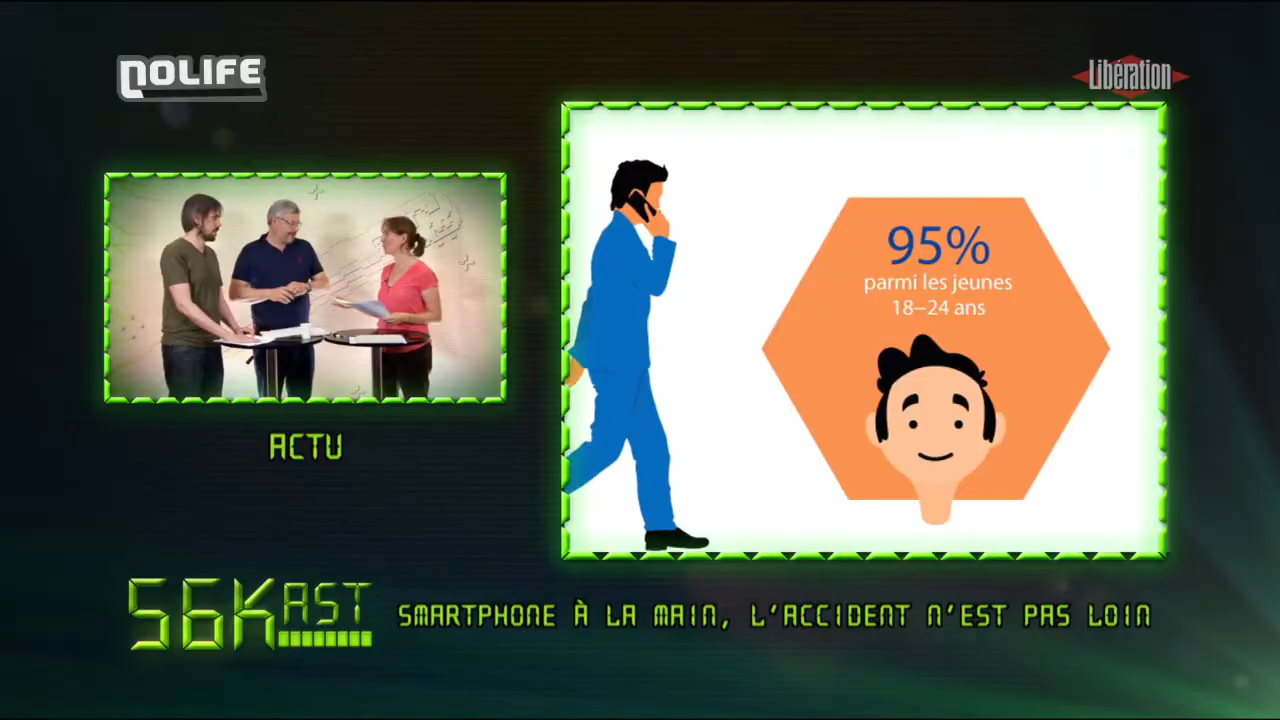 NOLIFE
Libération
95%
parmi les jeunes
18–24 ans
ACTU
56KAST
SMARTPHONE À LA MAIN, L'ACCIDENT N'EST PAS LOIN